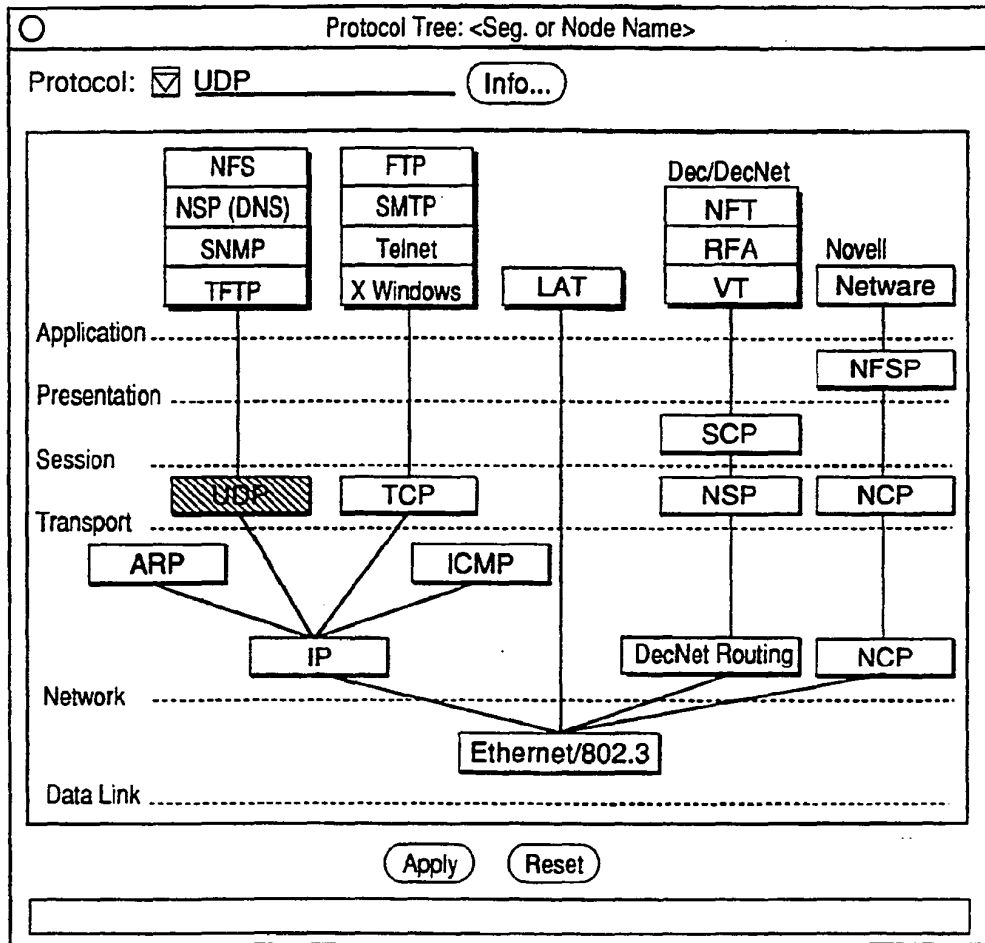 Protocol Tree: <Seg. or Node Name>
Protocol: UDP Info...
NFS
NSP (DNS)
SNMP
TFTP
FTP
SMTP
Telnet
X Windows
LAT
Dec/DecNet
NFT
RFA
VT
Novell
Netware
Application
NFSP
Presentation
SCP
Session
UDP
TCP
NSP
NCP
Transport
ARP
ICMP
IP
DecNet Routing
NCP
Network
Ethernet/802.3
Data Link
Apply
Reset